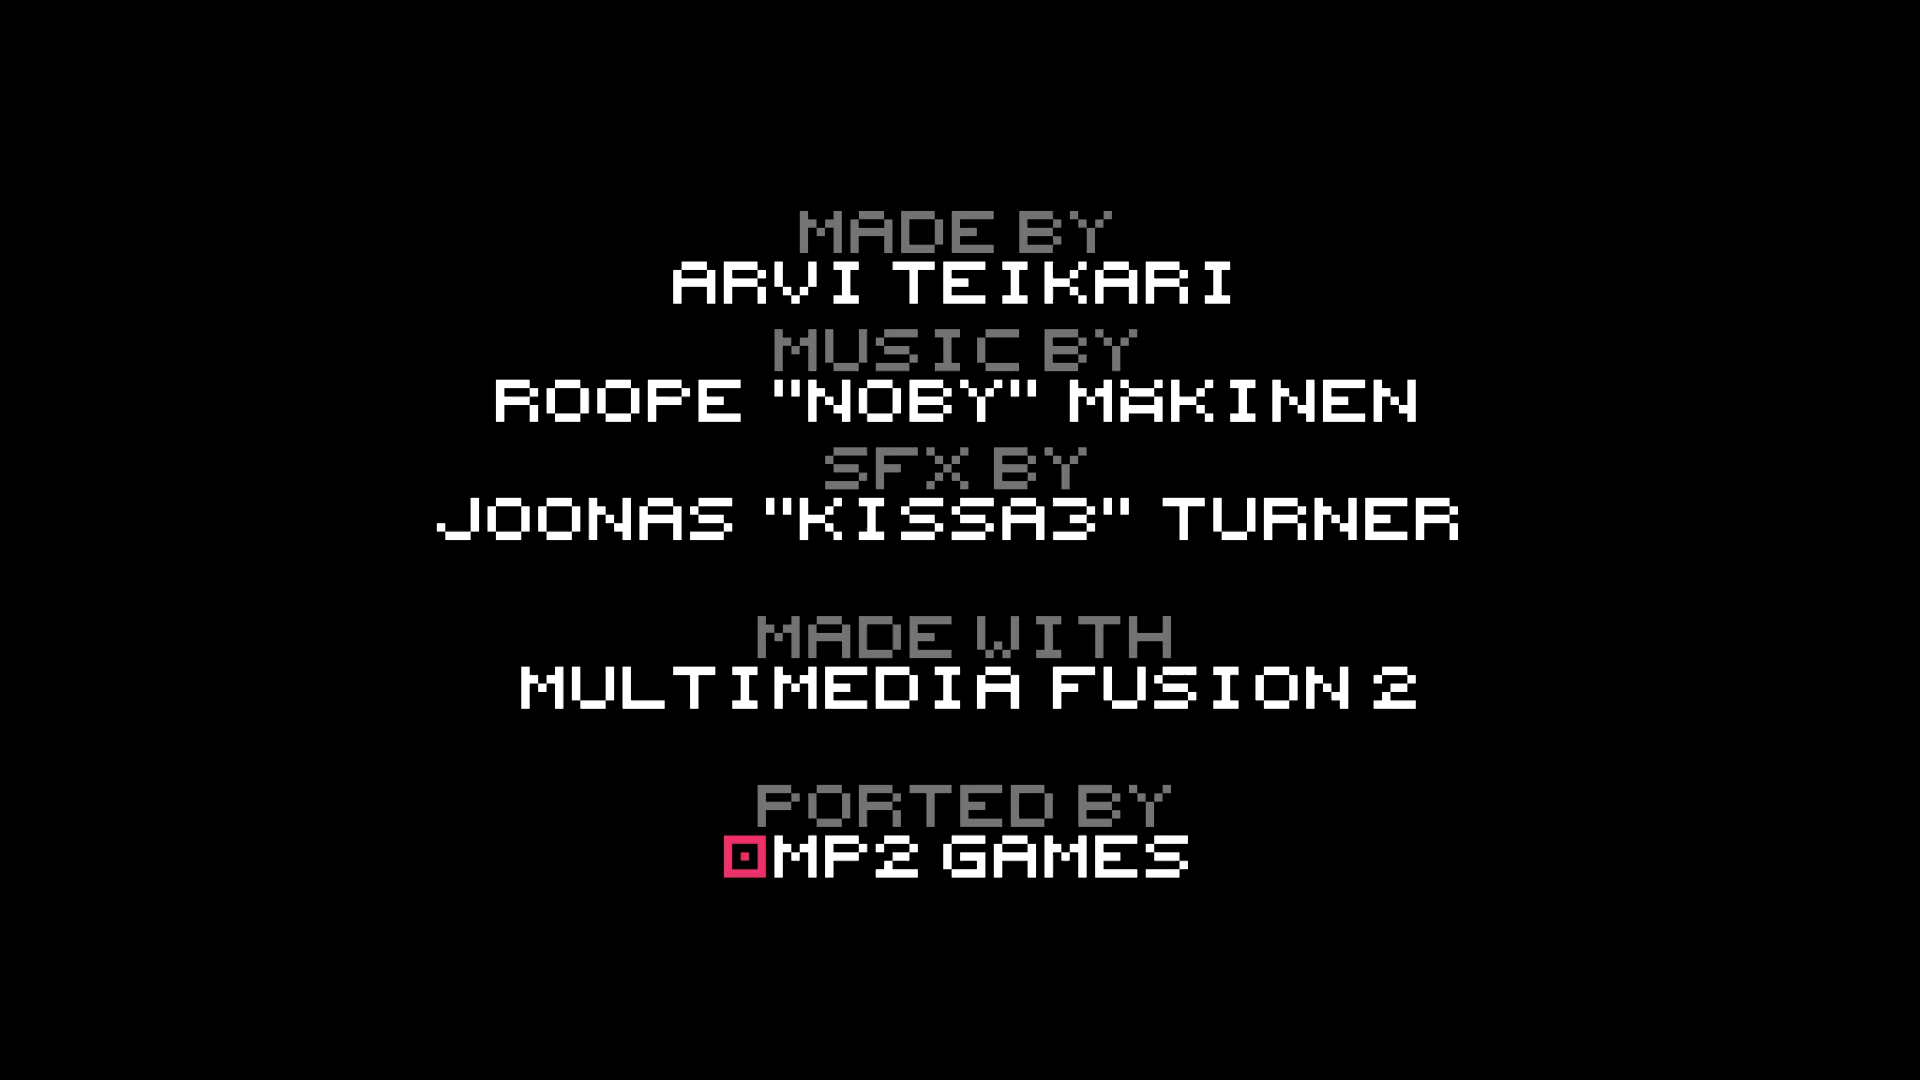 MADE BY
ARVI TEIKARI
MUSIC BY
ROOPE "NOBY" MÄKINEN
SFX BY
JOONAS "KISSA3" TURNER
MADE WITH
MULTIMEDIA FUSION 2
PORTED BY
MP2 GAMES